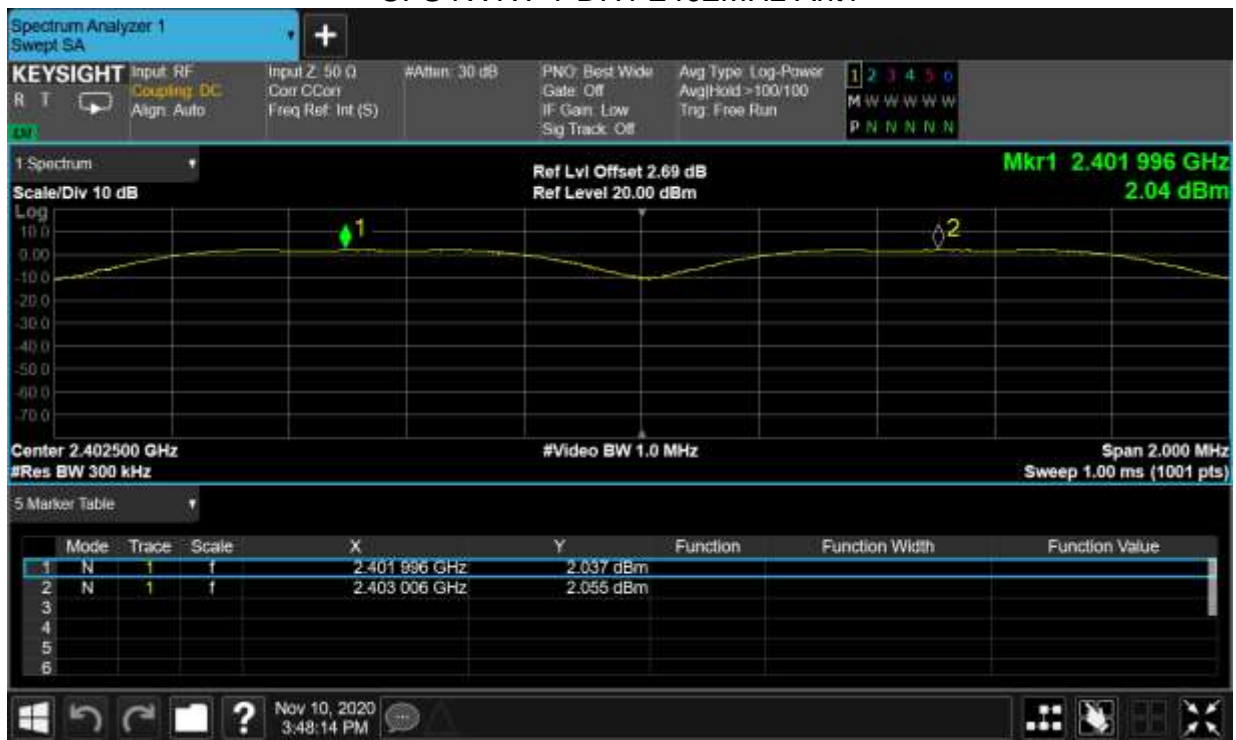 Spectrum Analyzer 1
Swept SA
+
KEYSIGHT Input: RF Input Z: 50 Ω #Atten: 30 dB PNO: Best Wide Avg Type: Log-Power 1 2 3 4 5 6
R T Coupling: DC Corr CCorr Gate: Off Avg|Hold >100/100 M W W W W W
Align: Auto Freq Ref: Int (S) IF Gain: Low Trig: Free Run
Sig Track: Off P N N N N N
1 Spectrum Ref Lvl Offset 2.69 dB Mkr1 2.401 996 GHz
Scale/Div 10 dB Ref Level 20.00 dBm 2.04 dBm
Log
10.0
0.00
-10.0
-20.0
-30.0
-40.0
-50.0
-60.0
-70.0
1
2
Center 2.402500 GHz #Video BW 1.0 MHz Span 2.000 MHz
#Res BW 300 kHz Sweep 1.00 ms (1001 pts)
5 Marker Table
Mode Trace Scale X Y Function Function Width Function Value
1 N 1 f 2.401 996 GHz 2.037 dBm
2 N 1 f 2.403 006 GHz 2.055 dBm
3
4
5
6
? Nov 10, 2020
3:48:14 PM